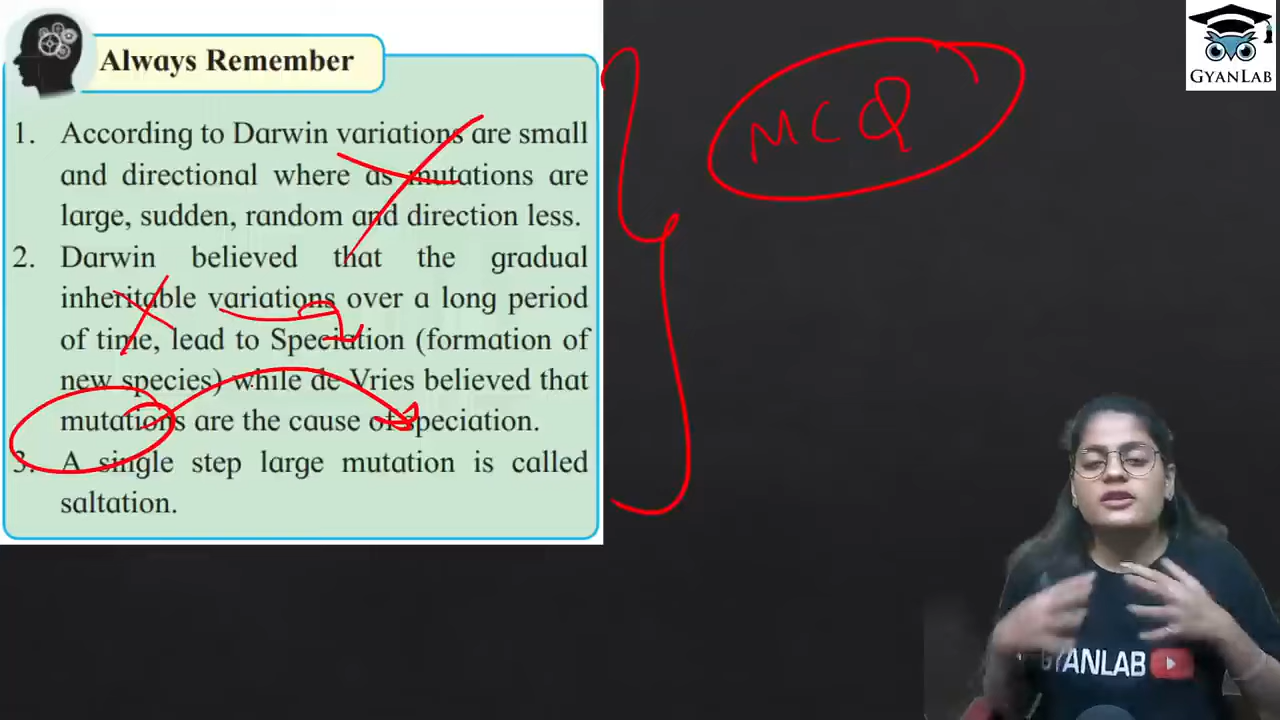 Always Remember
1. According to Darwin variations are small
and directional where as mutations are
large, sudden, random and direction less.
2. Darwin believed that the gradual
inheritable variations over a long period
of time, lead to Speciation (formation of
new species) while de Vries believed that
mutations are the cause of speciation.
3. A single step large mutation is called
saltation.
MCQ
GYANLAB
GYANLAB